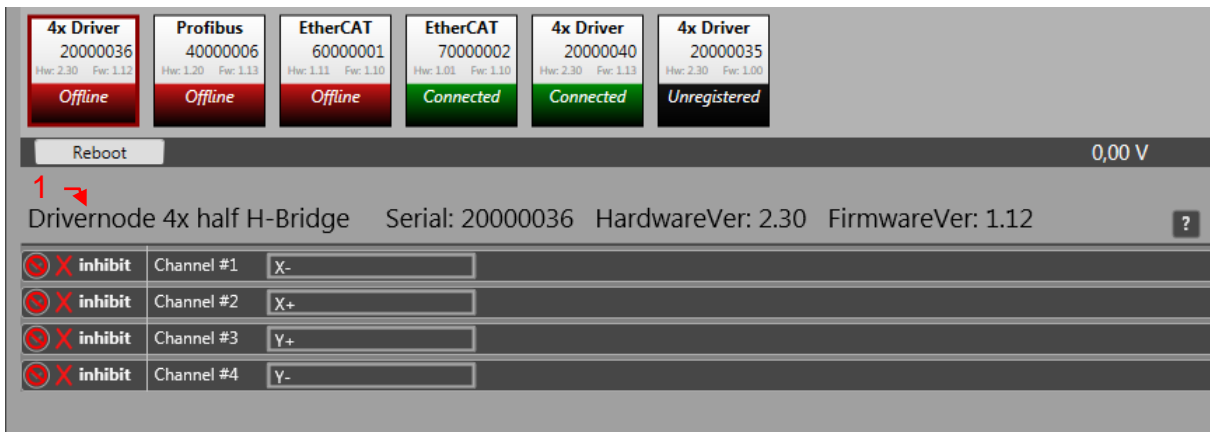 4x Driver Profibus EtherCAT EtherCAT 4x Driver 4x Driver
20000036 40000006 60000001 70000002 20000040 20000035
Hw: 2.30 Fw: 1.12 Hw: 1.20 Fw: 1.13 Hw: 1.11 Fw: 1.10 Hw: 1.01 Fw: 1.10 Hw: 2.30 Fw: 1.13 Hw: 2.30 Fw: 1.00
Offline Offline Offline Connected Connected Unregistered
Reboot 0,00 V
1
Drivernode 4x half H-Bridge Serial: 20000036 HardwareVer: 2.30 FirmwareVer: 1.12 ?
inhibit Channel #1 X-
inhibit Channel #2 X+
inhibit Channel #3 Y+
inhibit Channel #4 Y-